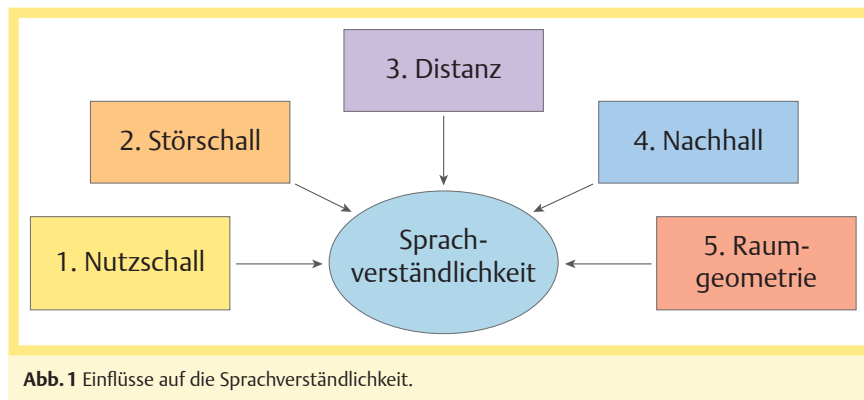 3. Distanz
2. Störschall
4. Nachhall
1. Nutzschall
Sprach-
verständlichkeit
5. Raum-
geometrie
Abb. 1 Einflüsse auf die Sprachverständlichkeit.